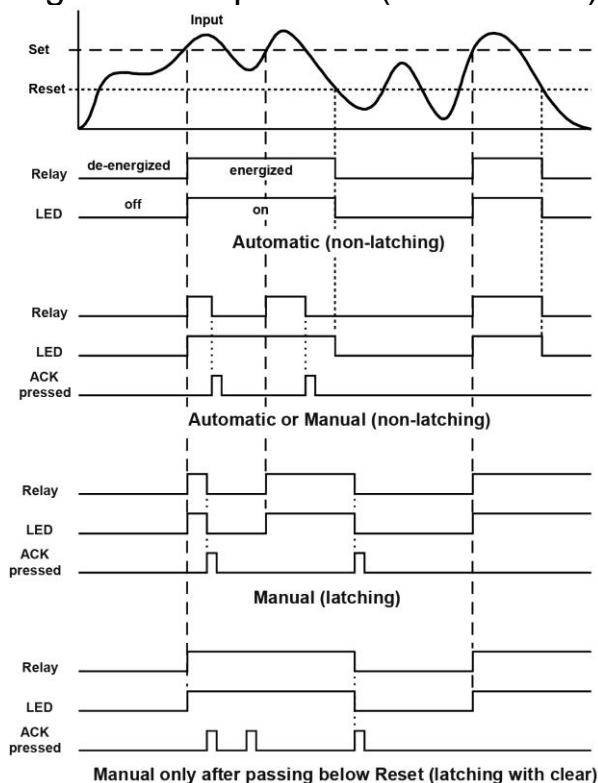 Input
Set
Reset
Relay de-energized energized
LED off on
Automatic (non-latching)
Relay
LED
ACK
pressed
Automatic or Manual (non-latching)
Relay
LED
ACK
pressed
Manual (latching)
Relay
LED
ACK
pressed
Manual only after passing below Reset (latching with clear)